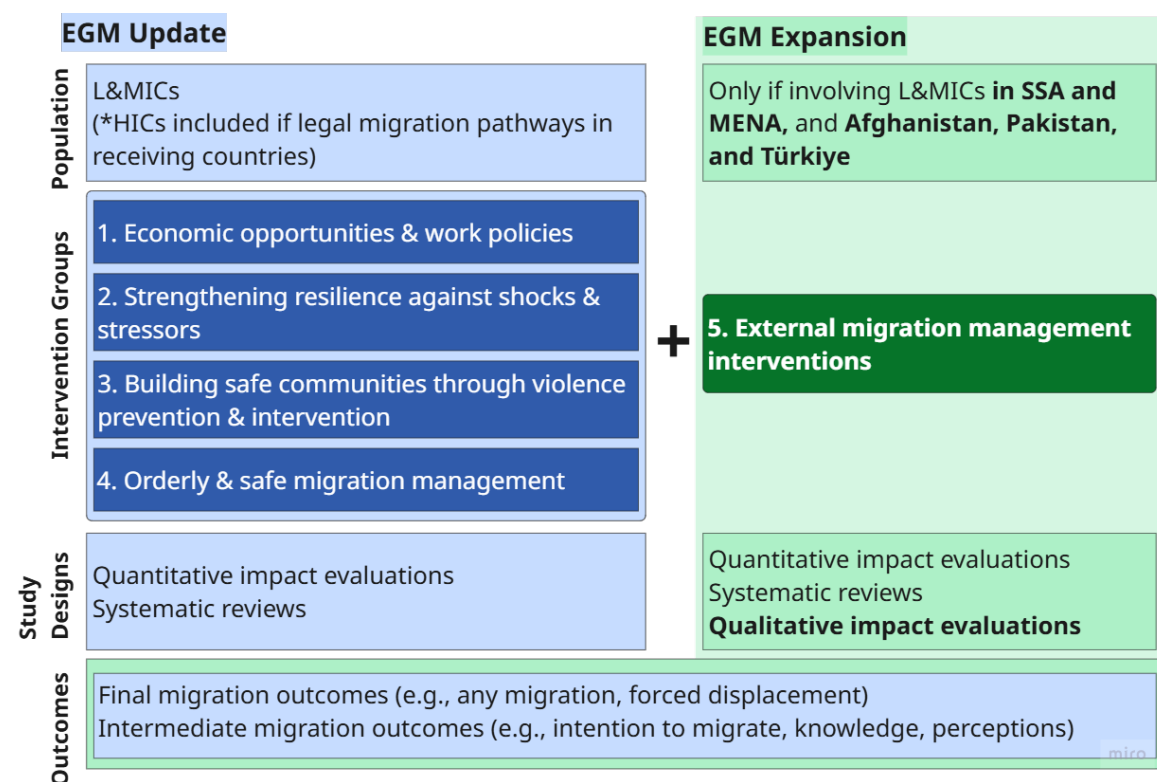 EGM Update
EGM Expansion
Population
L&MICs
(*HICs included if legal migration pathways in
receiving countries)
Only if involving L&MICs in SSA and
MENA, and Afghanistan, Pakistan,
and Türkiye
Intervention Groups
1. Economic opportunities & work policies
2. Strengthening resilience against shocks &
stressors
3. Building safe communities through violence
prevention & intervention
4. Orderly & safe migration management
+
5. External migration management
interventions
Study
Designs
Quantitative impact evaluations
Systematic reviews
Quantitative impact evaluations
Systematic reviews
Qualitative impact evaluations
Outcomes
Final migration outcomes (e.g., any migration, forced displacement)
Intermediate migration outcomes (e.g., intention to migrate, knowledge, perceptions)
miro